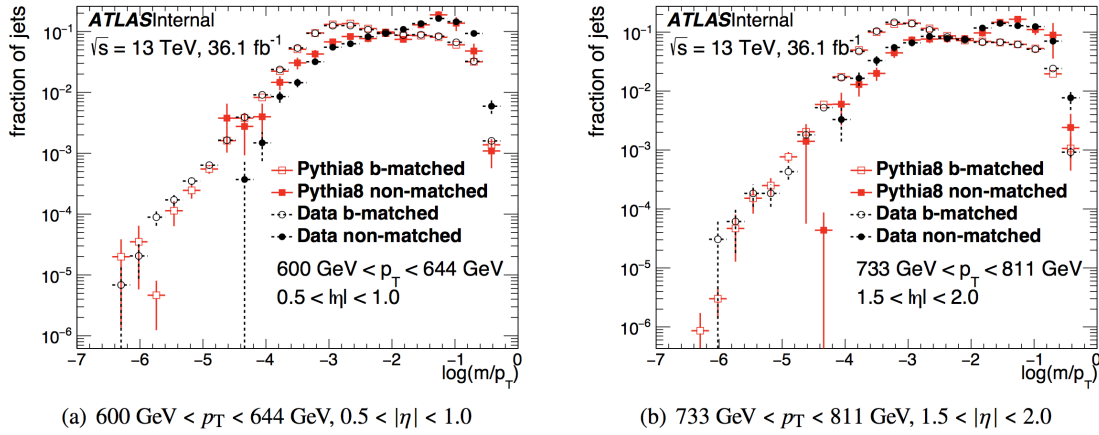 fraction of jets
10⁻¹
10⁻²
10⁻³
10⁻⁴
10⁻⁵
10⁻⁶
ATLAS Internal
√s = 13 TeV, 36.1 fb⁻¹
Pythia8 b-matched
Pythia8 non-matched
Data b-matched
Data non-matched
600 GeV < p_T < 644 GeV
0.5 < |η| < 1.0
−7 −6 −5 −4 −3 −2 −1 0
log(m/p_T)
(a) 600 GeV < p_T < 644 GeV, 0.5 < |η| < 1.0
fraction of jets
10⁻¹
10⁻²
10⁻³
10⁻⁴
10⁻⁵
10⁻⁶
ATLAS Internal
√s = 13 TeV, 36.1 fb⁻¹
Pythia8 b-matched
Pythia8 non-matched
Data b-matched
Data non-matched
733 GeV < p_T < 811 GeV
1.5 < |η| < 2.0
−7 −6 −5 −4 −3 −2 −1 0
log(m/p_T)
(b) 733 GeV < p_T < 811 GeV, 1.5 < |η| < 2.0